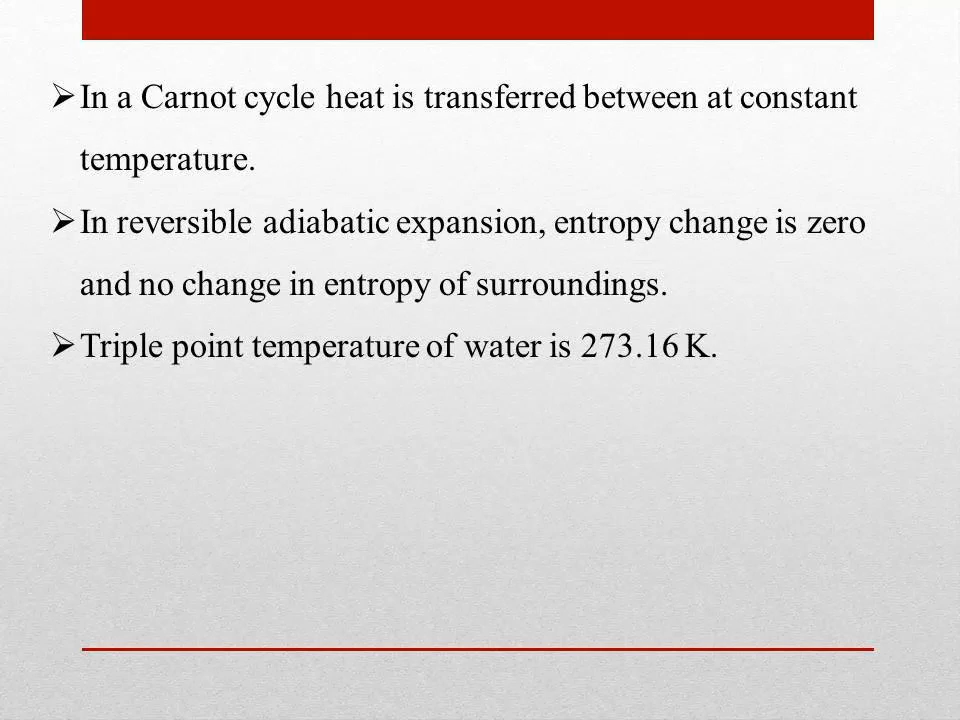 ➢In a Carnot cycle heat is transferred between at constant
temperature.
➢In reversible adiabatic expansion, entropy change is zero
and no change in entropy of surroundings.
➢Triple point temperature of water is 273.16 K.